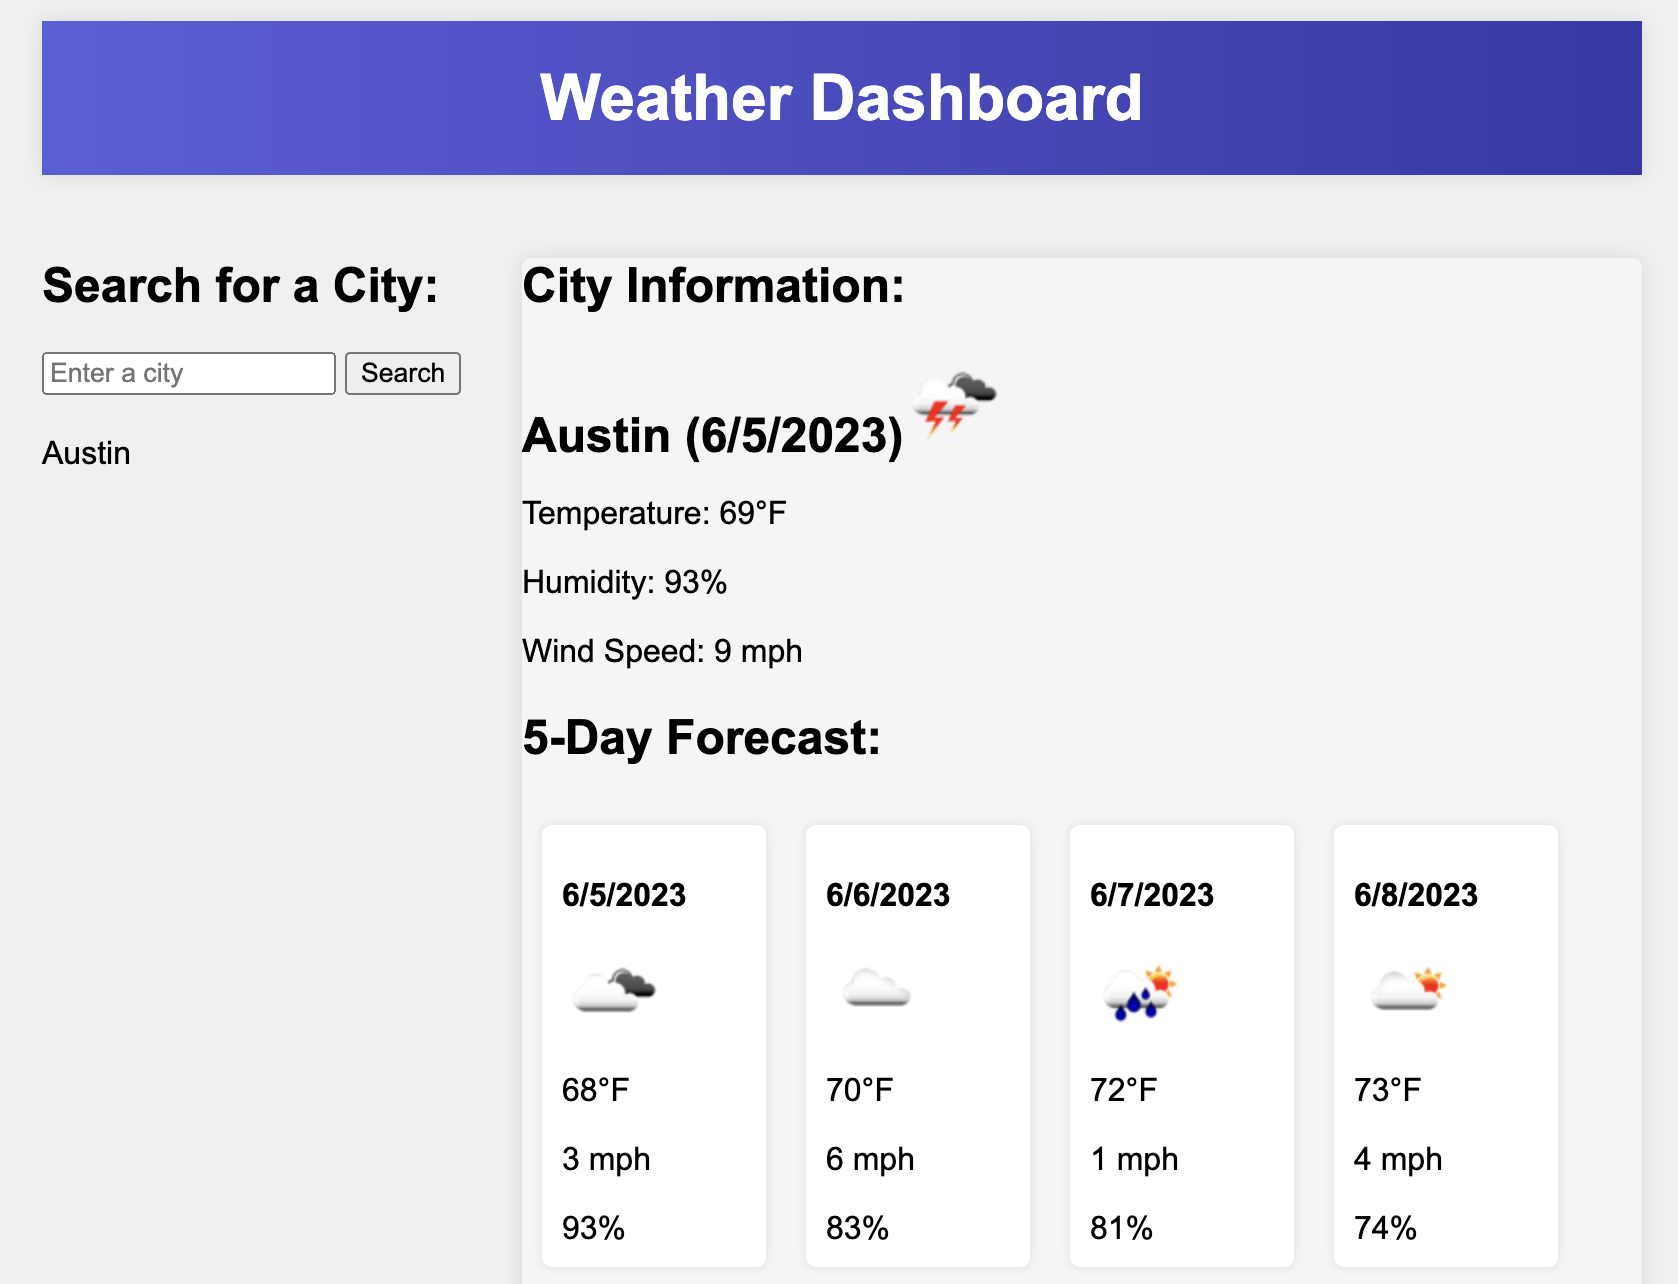 Weather Dashboard
Search for a City:
Enter a city
Search
Austin
City Information:
Austin (6/5/2023)
Temperature: 69°F
Humidity: 93%
Wind Speed: 9 mph
5-Day Forecast:
6/5/2023
68°F
3 mph
93%
6/6/2023
70°F
6 mph
83%
6/7/2023
72°F
1 mph
81%
6/8/2023
73°F
4 mph
74%